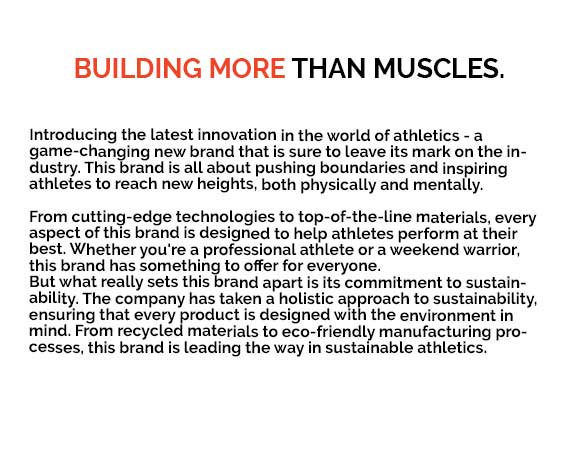 BUILDING MORE THAN MUSCLES.
Introducing the latest innovation in the world of athletics - a
game-changing new brand that is sure to leave its mark on the in-
dustry. This brand is all about pushing boundaries and inspiring
athletes to reach new heights, both physically and mentally.
From cutting-edge technologies to top-of-the-line materials, every
aspect of this brand is designed to help athletes perform at their
best. Whether you're a professional athlete or a weekend warrior,
this brand has something to offer for everyone.
But what really sets this brand apart is its commitment to sustain-
ability. The company has taken a holistic approach to sustainability,
ensuring that every product is designed with the environment in
mind. From recycled materials to eco-friendly manufacturing pro-
cesses, this brand is leading the way in sustainable athletics.